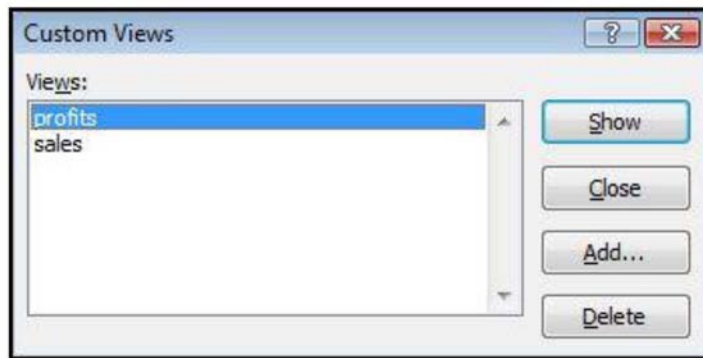 Custom Views
Views:
profits
sales
Show
Close
Add...
Delete